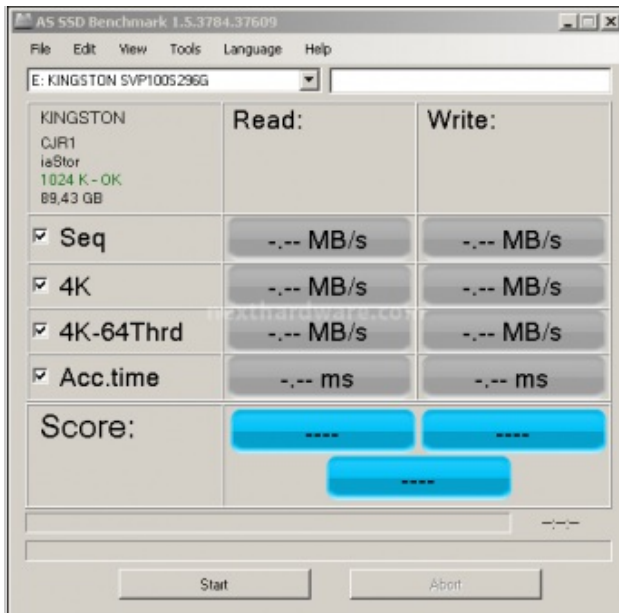 AS SSD Benchmark 1.5.3784.37609
File Edit View Tools Language Help
E: KINGSTON SVP100S296G
KINGSTON
CJR1
iaStor
1024 K - OK
89,43 GB
Read:
Write:
Seq
-.-- MB/s
-.-- MB/s
4K
-.-- MB/s
-.-- MB/s
nexthardware.com
4K-64Thrd
-.-- MB/s
-.-- MB/s
Acc.time
-.-- ms
-.-- ms
Score:
----
----
----
--:--:--
Start
Abort